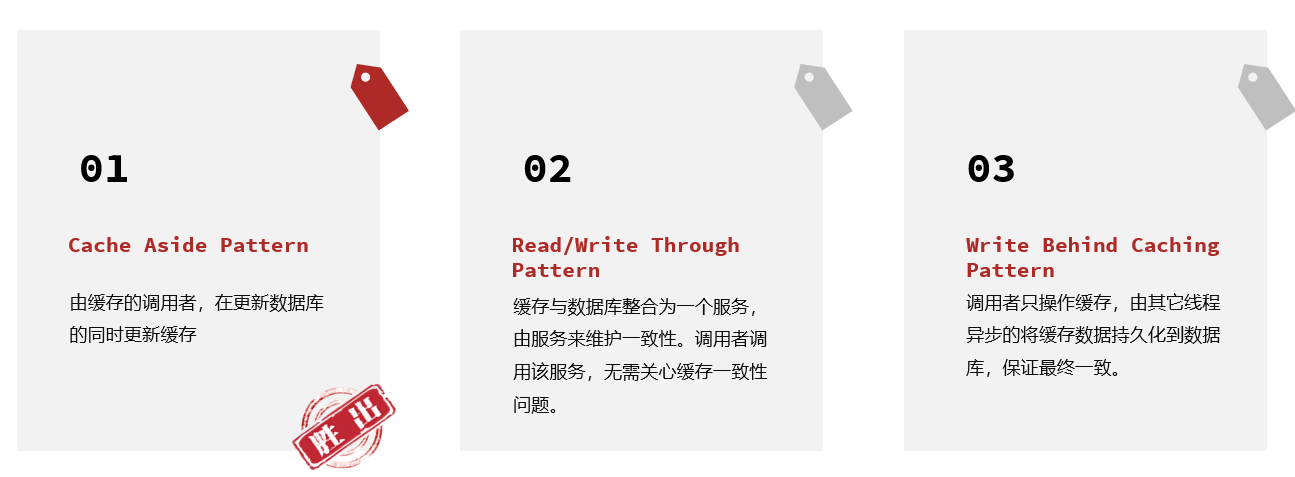 01
Cache Aside Pattern
由缓存的调用者，在更新数据库
的同时更新缓存
胜出
02
Read/Write Through
Pattern
缓存与数据库整合为一个服务，
由服务来维护一致性。调用者调
用该服务，无需关心缓存一致性
问题。
03
Write Behind Caching
Pattern
调用者只操作缓存，由其它线程
异步的将缓存数据持久化到数据
库，保证最终一致。